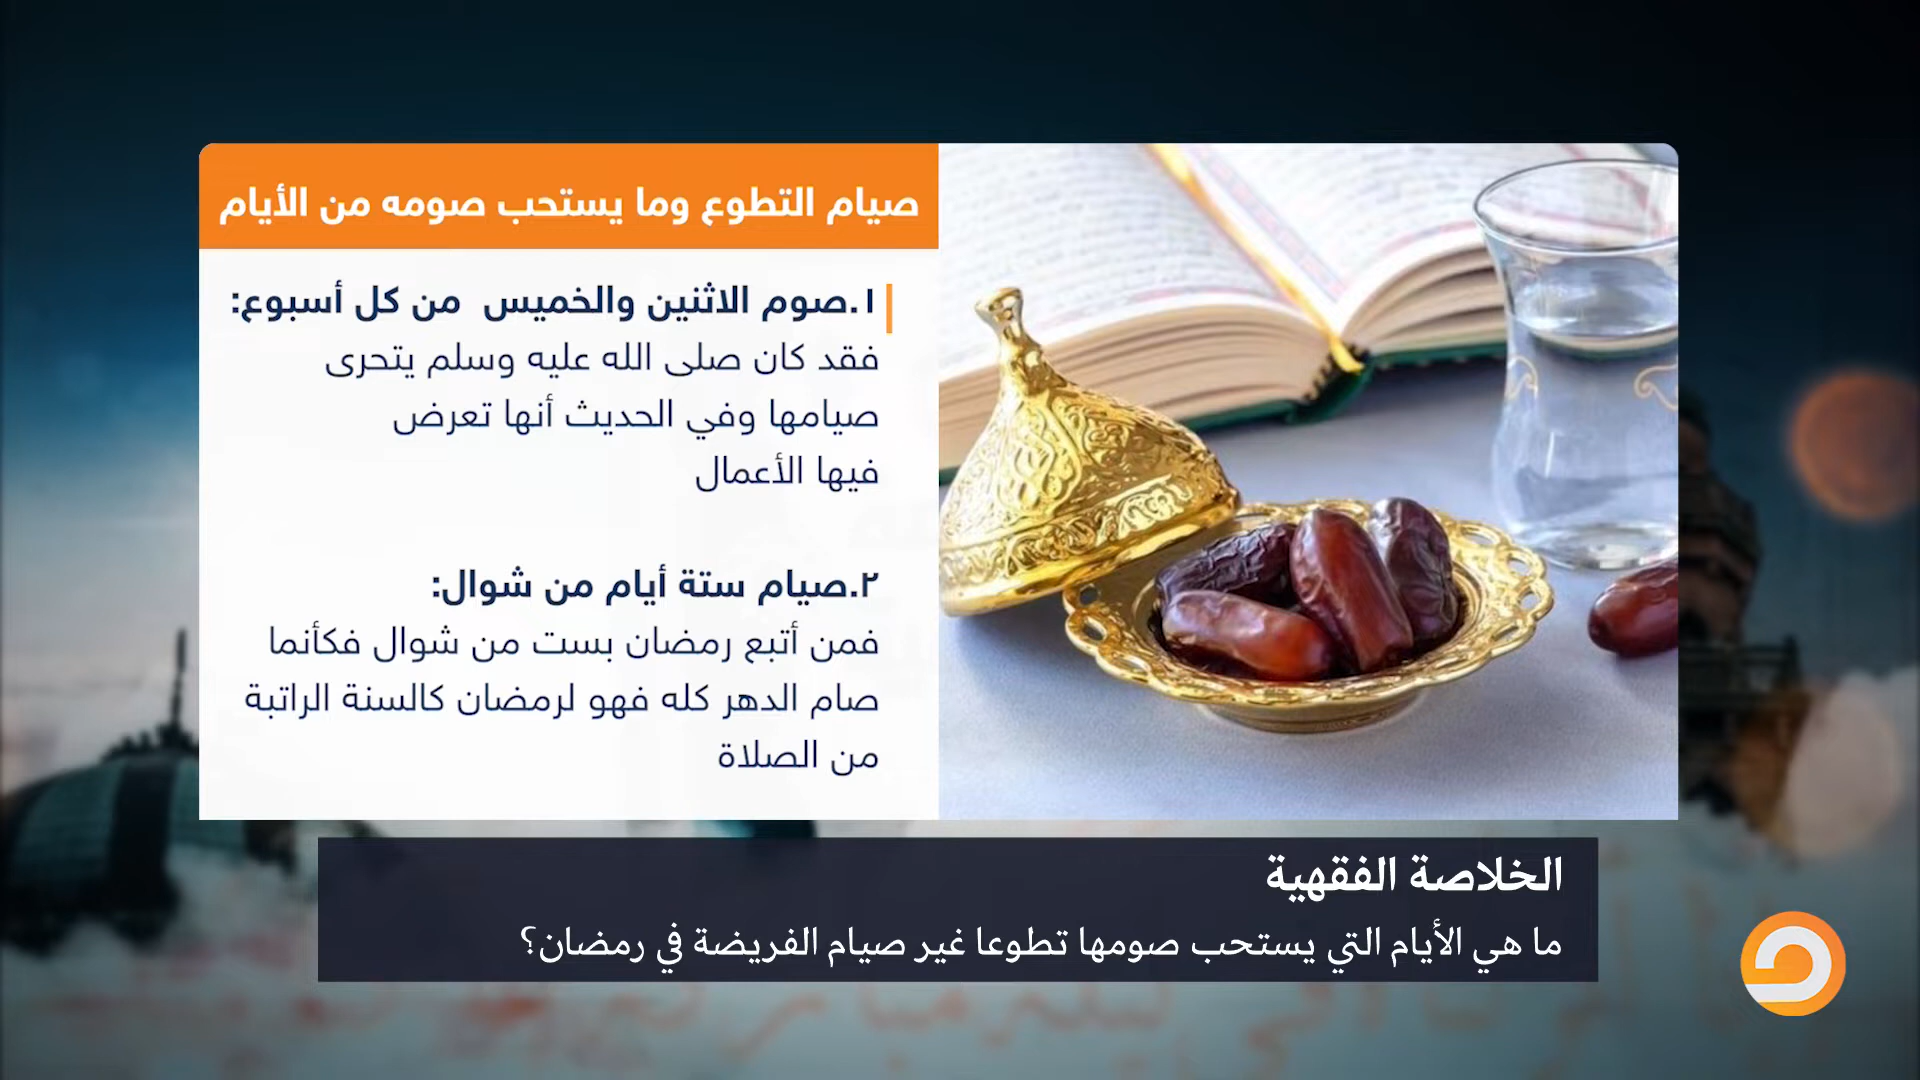 صيام التطوع وما يستحب صومه من الأيام
١.صوم الاثنين والخميس من كل أسبوع:
فقد كان صلى الله عليه وسلم يتحرى
صيامها وفي الحديث أنها تعرض
فيها الأعمال
٢.صيام ستة أيام من شوال:
فمن أتبع رمضان بست من شوال فكأنما
صام الدهر كله فهو لرمضان كالسنة الراتبة
من الصلاة
الخلاصة الفقهية
ما هي الأيام التي يستحب صومها تطوعا غير صيام الفريضة في رمضان؟